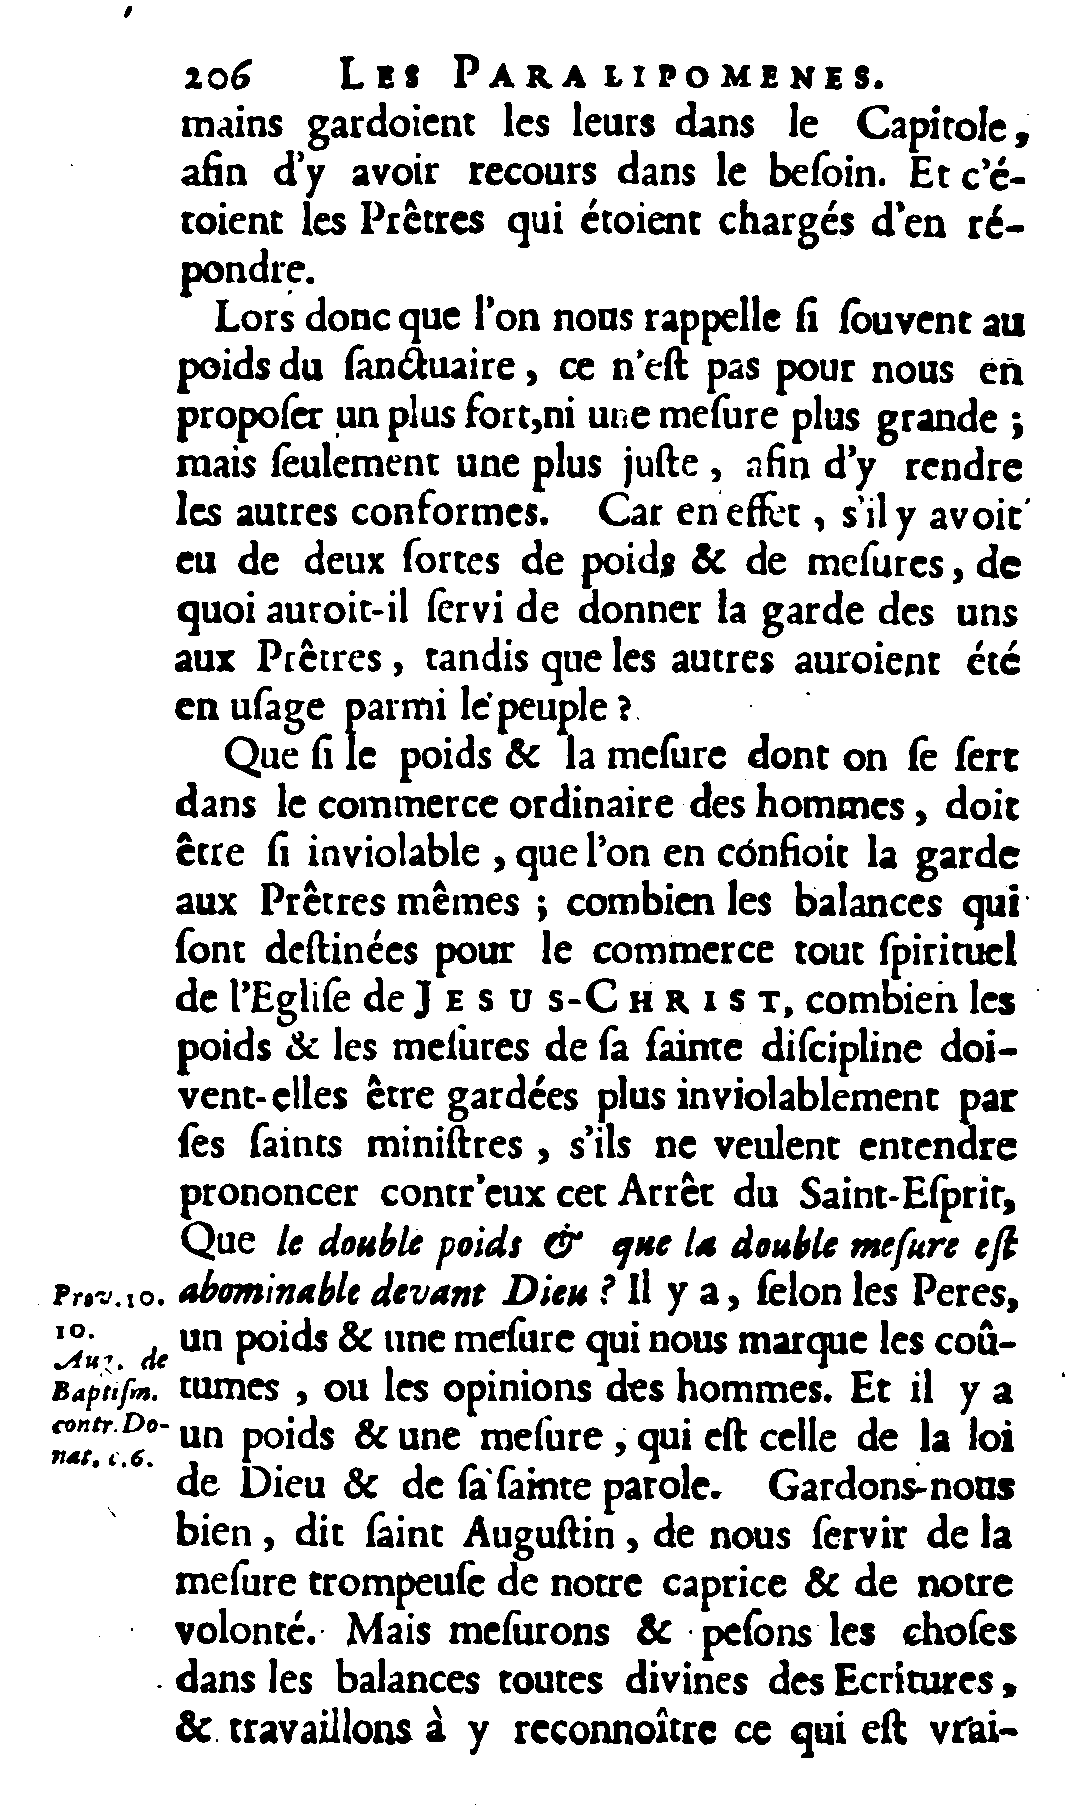 206 LES PARALIPOMENES.
mains gardoient les leurs dans le Capitole,
afin d'y avoir recours dans le beſoin. Et c'é-
toient les Prêtres qui étoient chargés d'en ré-
pondre.
Lors donc que l'on nous rappelle ſi ſouvent au
poids du ſanctuaire, ce n'eſt pas pour nous en
propoſer un plus fort,ni une meſure plus grande ;
mais ſeulement une plus juſte, afin d'y rendre
les autres conformes. Car en effet, s'il y avoit
eu de deux ſortes de poids & de meſures, de
quoi auroit-il ſervi de donner la garde des uns
aux Prêtres, tandis que les autres auroient été
en uſage parmi le peuple ?
Que ſi le poids & la meſure dont on ſe ſert
dans le commerce ordinaire des hommes, doit
être ſi inviolable, que l'on en confioit la garde
aux Prêtres mêmes ; combien les balances qui
ſont deſtinées pour le commerce tout ſpirituel
de l'Egliſe de JESUS-CHRIST, combien les
poids & les meſures de ſa ſainte diſcipline doi-
vent-elles être gardées plus inviolablement par
ſes ſaints miniſtres, s'ils ne veulent entendre
prononcer contr'eux cet Arrêt du Saint-Eſprit,
Que le double poids & que la double meſure eſt
abominable devant Dieu ? Il y a, ſelon les Peres,
un poids & une meſure qui nous marque les coû-
tumes, ou les opinions des hommes. Et il y a
un poids & une meſure, qui eſt celle de la loi
de Dieu & de ſa ſainte parole. Gardons-nous
bien, dit ſaint Auguſtin, de nous ſervir de la
meſure trompeuſe de notre caprice & de notre
volonté. Mais meſurons & peſons les choſes
dans les balances toutes divines des Ecritures,
& travaillons à y reconnoître ce qui eſt vrai-
Prov. 10.
10.
Aug. de
Baptiſm.
contr. Do-
nat. c. 6.